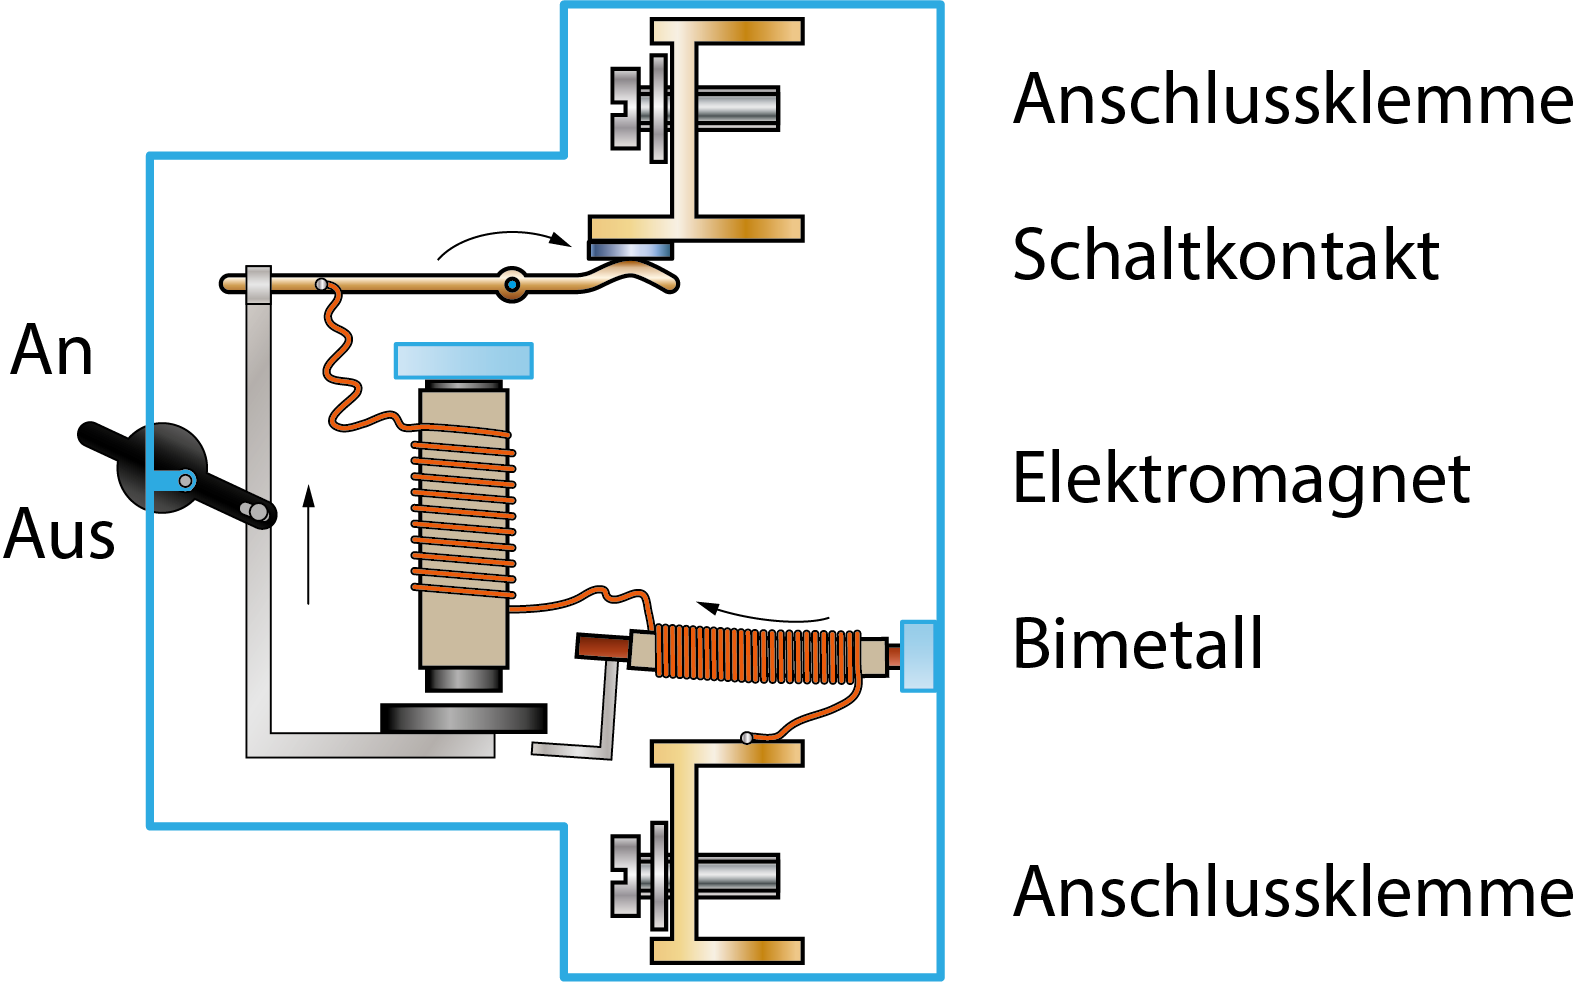 Anschlussklemme
Schaltkontakt
An
Elektromagnet
Aus
Bimetall
Anschlussklemme